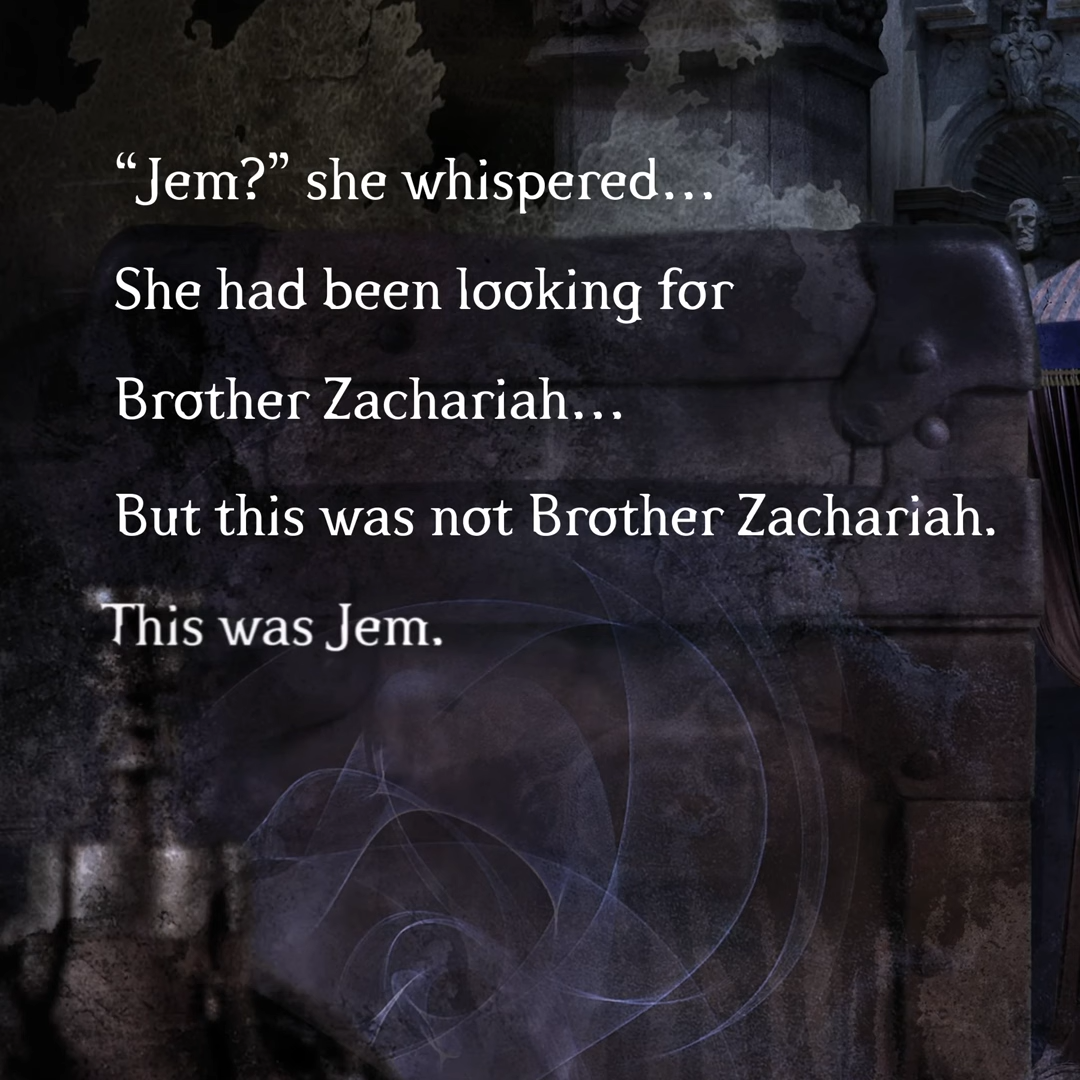 “Jem?” she whispered...
She had been looking for
Brother Zachariah...
But this was not Brother Zachariah.
This was Jem.